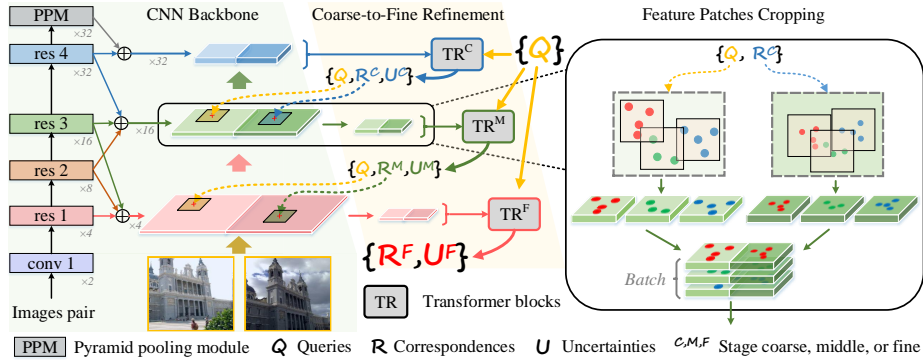 CNN Backbone
Coarse-to-Fine Refinement
Feature Patches Cropping
PPM
×32
res 4
×32
TR^C
{Q}
{Q,R^C,U^C}
{Q, R^C}
res 3
×16
×16
TR^M
res 2
×8
{Q,R^M,U^M}
res 1
×4
×4
TR^F
{R^F,U^F}
conv 1
×2
Batch
TR
Transformer blocks
Images pair
PPM Pyramid pooling module
Q Queries
R Correspondences
U Uncertainties
C,M,F Stage coarse, middle, or fine